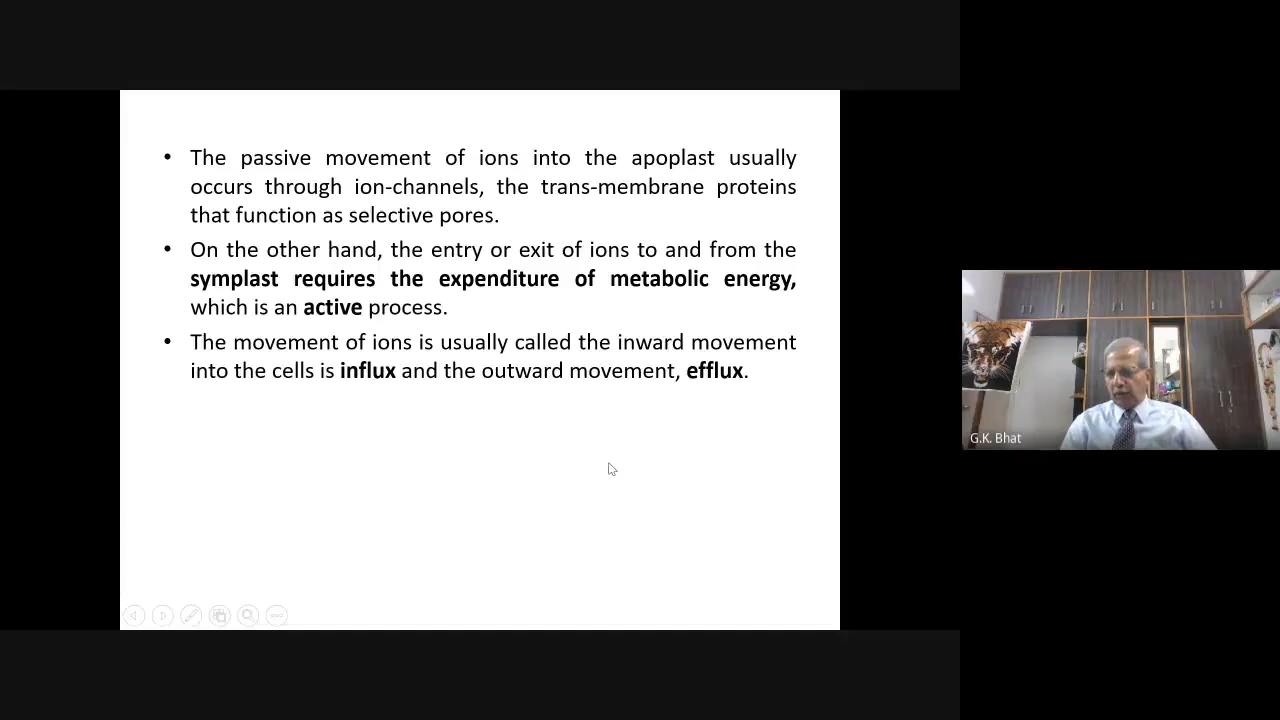 • The passive movement of ions into the apoplast usually
occurs through ion-channels, the trans-membrane proteins
that function as selective pores.
• On the other hand, the entry or exit of ions to and from the
symplast requires the expenditure of metabolic energy,
which is an active process.
• The movement of ions is usually called the inward movement
into the cells is influx and the outward movement, efflux.
G.K. Bhat